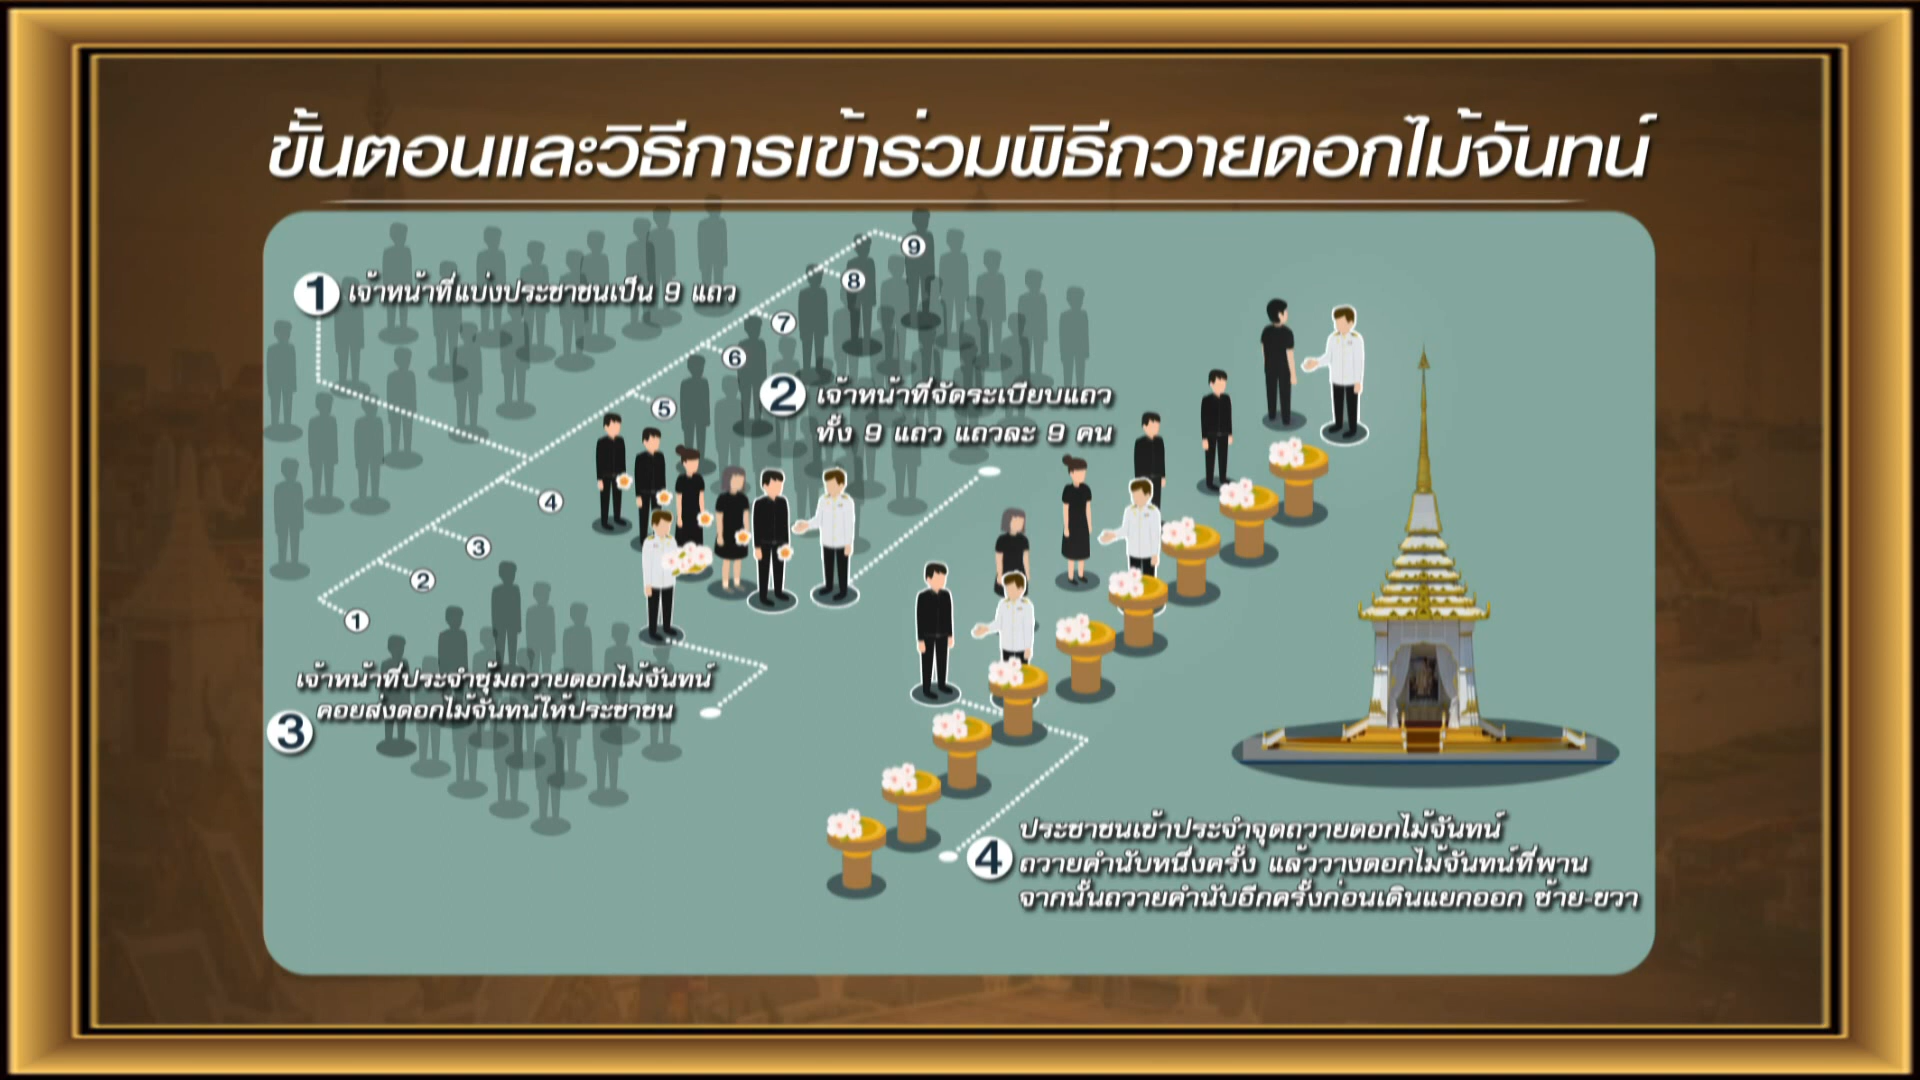 ขั้นตอนและวิธีการเข้าร่วมพิธีถวายดอกไม้จันทน์
1 เจ้าหน้าที่แบ่งประชาชนเป็น 9 แถว
9
8
7
6
5
4
3
2
1
2 เจ้าหน้าที่จัดระเบียบแถว
ทั้ง 9 แถว แถวละ 9 คน
เจ้าหน้าที่ประจำซุ้มถวายดอกไม้จันทน์
3 คอยส่งดอกไม้จันทน์ให้ประชาชน
ประชาชนเข้าประจำจุดถวายดอกไม้จันทน์
4 ถวายคำนับหนึ่งครั้ง แล้ววางดอกไม้จันทน์ที่พาน
จากนั้นถวายคำนับอีกครั้งก่อนเดินแยกออก ซ้าย-ขวา